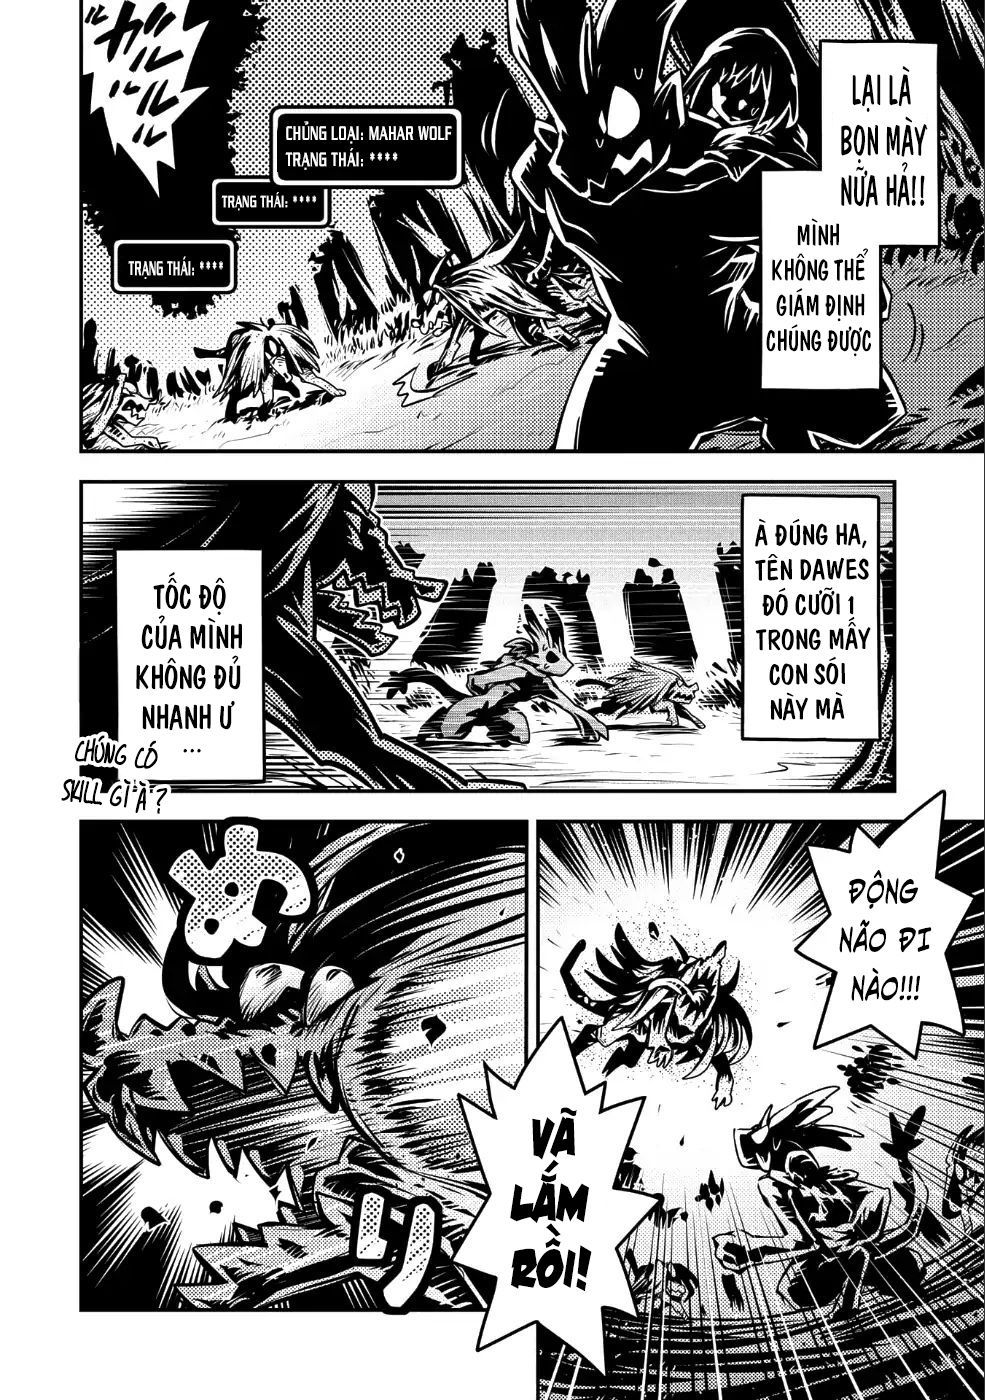 LẠI LÀ
BỌN MÀY
NỮA HẢ!!
MÌNH
KHÔNG THỂ
GIÁM ĐỊNH
CHÚNG ĐƯỢC
CHỦNG LOẠI: MAHAR WOLF
TRẠNG THÁI: ****
TRẠNG THÁI: ****
TRẠNG THÁI: ****
À ĐÚNG HA,
TÊN DAWES
ĐÓ CƯỠI 1
TRONG MẤY
CON SÓI
NÀY MÀ
TỐC ĐỘ
CỦA MÌNH
KHÔNG ĐỦ
NHANH Ư
...
CHÚNG CÓ
SKILL GÌ À?
ĐỘNG
NÃO ĐI
NÀO!!!
VÃ
LẮM
RỒI!